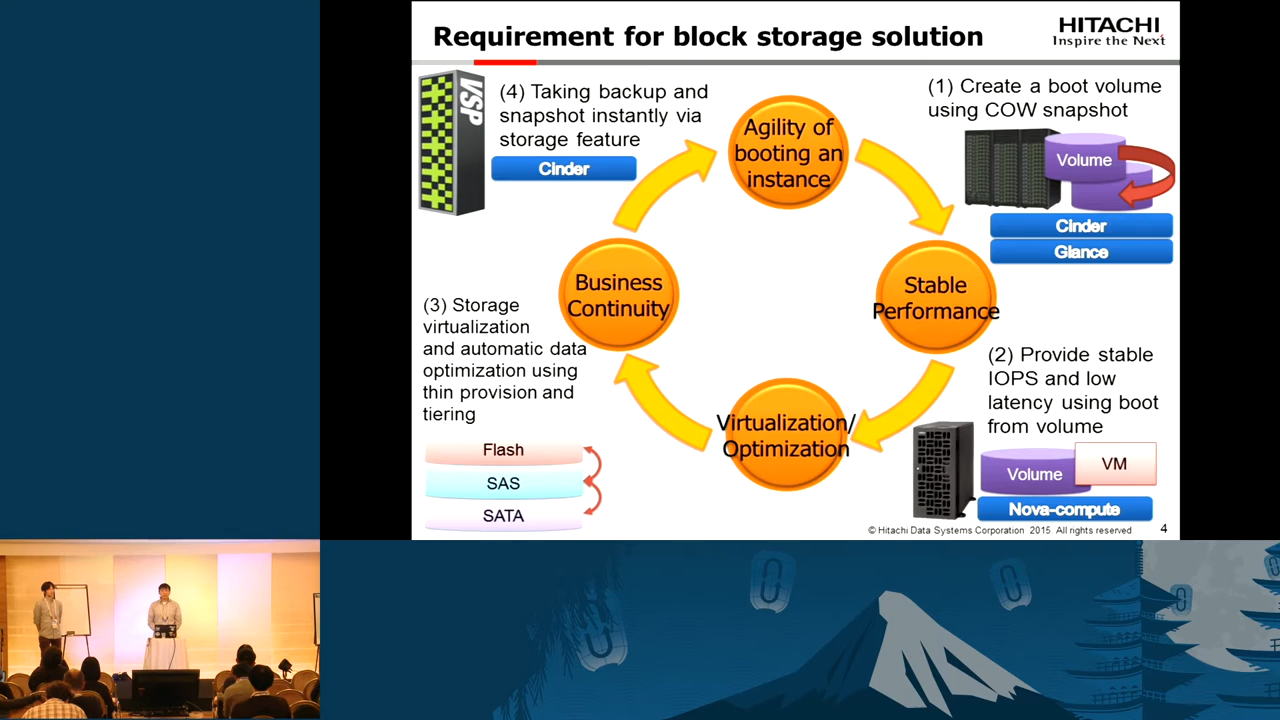 Requirement for block storage solution
HITACHI
Inspire the Next
VSP
(4) Taking backup and
snapshot instantly via
storage feature
Cinder
Agility of
booting an
instance
(1) Create a boot volume
using COW snapshot
Volume
Cinder
Glance
Business
Continuity
Stable
Performance
(3) Storage
virtualization
and automatic data
optimization using
thin provision and
tiering
Flash
SAS
SATA
Virtualization/
Optimization
(2) Provide stable
IOPS and low
latency using boot
from volume
Volume
VM
Nova-compute
© Hitachi Data Systems Corporation 2015. All rights reserved
4